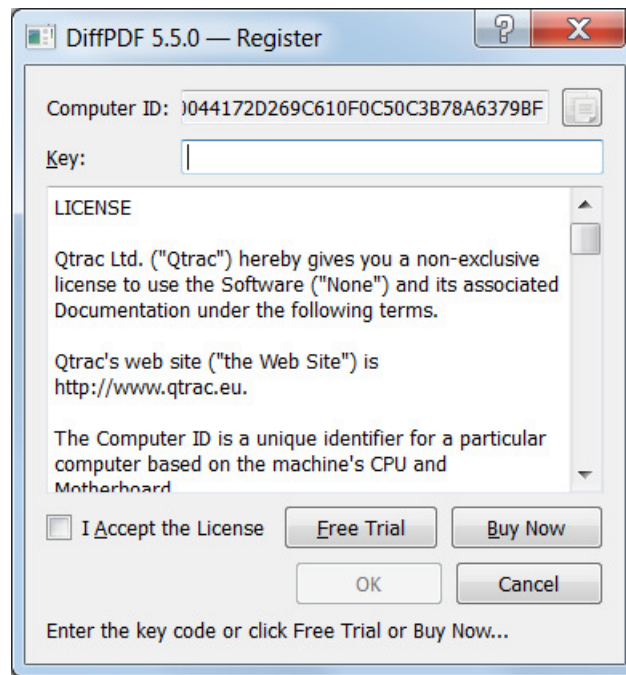 DiffPDF 5.5.0 — Register
Computer ID: 0044172D269C610F0C50C3B78A6379BF
Key:
LICENSE
Qtrac Ltd. ("Qtrac") hereby gives you a non-exclusive
license to use the Software ("None") and its associated
Documentation under the following terms.
Qtrac's web site ("the Web Site") is
http://www.qtrac.eu.
The Computer ID is a unique identifier for a particular
computer based on the machine's CPU and
Motherboard
I Accept the License
Free Trial
Buy Now
OK
Cancel
Enter the key code or click Free Trial or Buy Now...